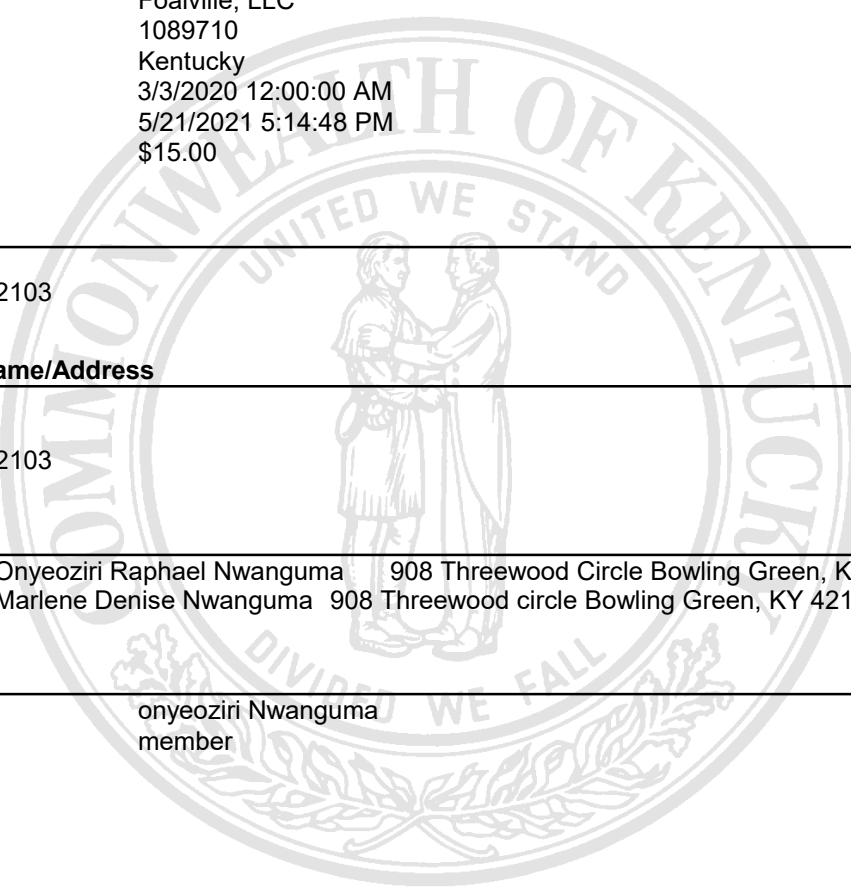 Foalville, LLC
1089710
Kentucky
3/3/2020 12:00:00 AM
5/21/2021 5:14:48 PM
$15.00
COMMONWEALTH OF KENTUCKY
UNITED WE STAND
2103
ame/Address
2103
Onyeoziri Raphael Nwanguma 908 Threewood Circle Bowling Green, K
Marlene Denise Nwanguma 908 Threewood circle Bowling Green, KY 421
DIVIDED WE FALL
onyeoziri Nwanguma
member